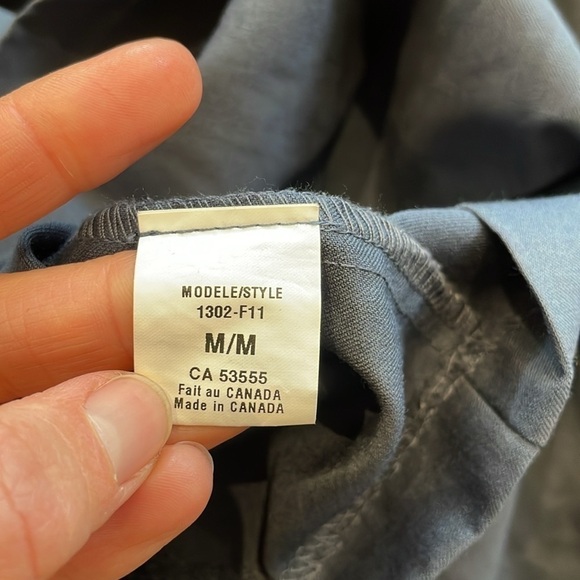 MODELE/STYLE
1302-F11
M/M
CA 53555
Fait au CANADA
Made in CANADA